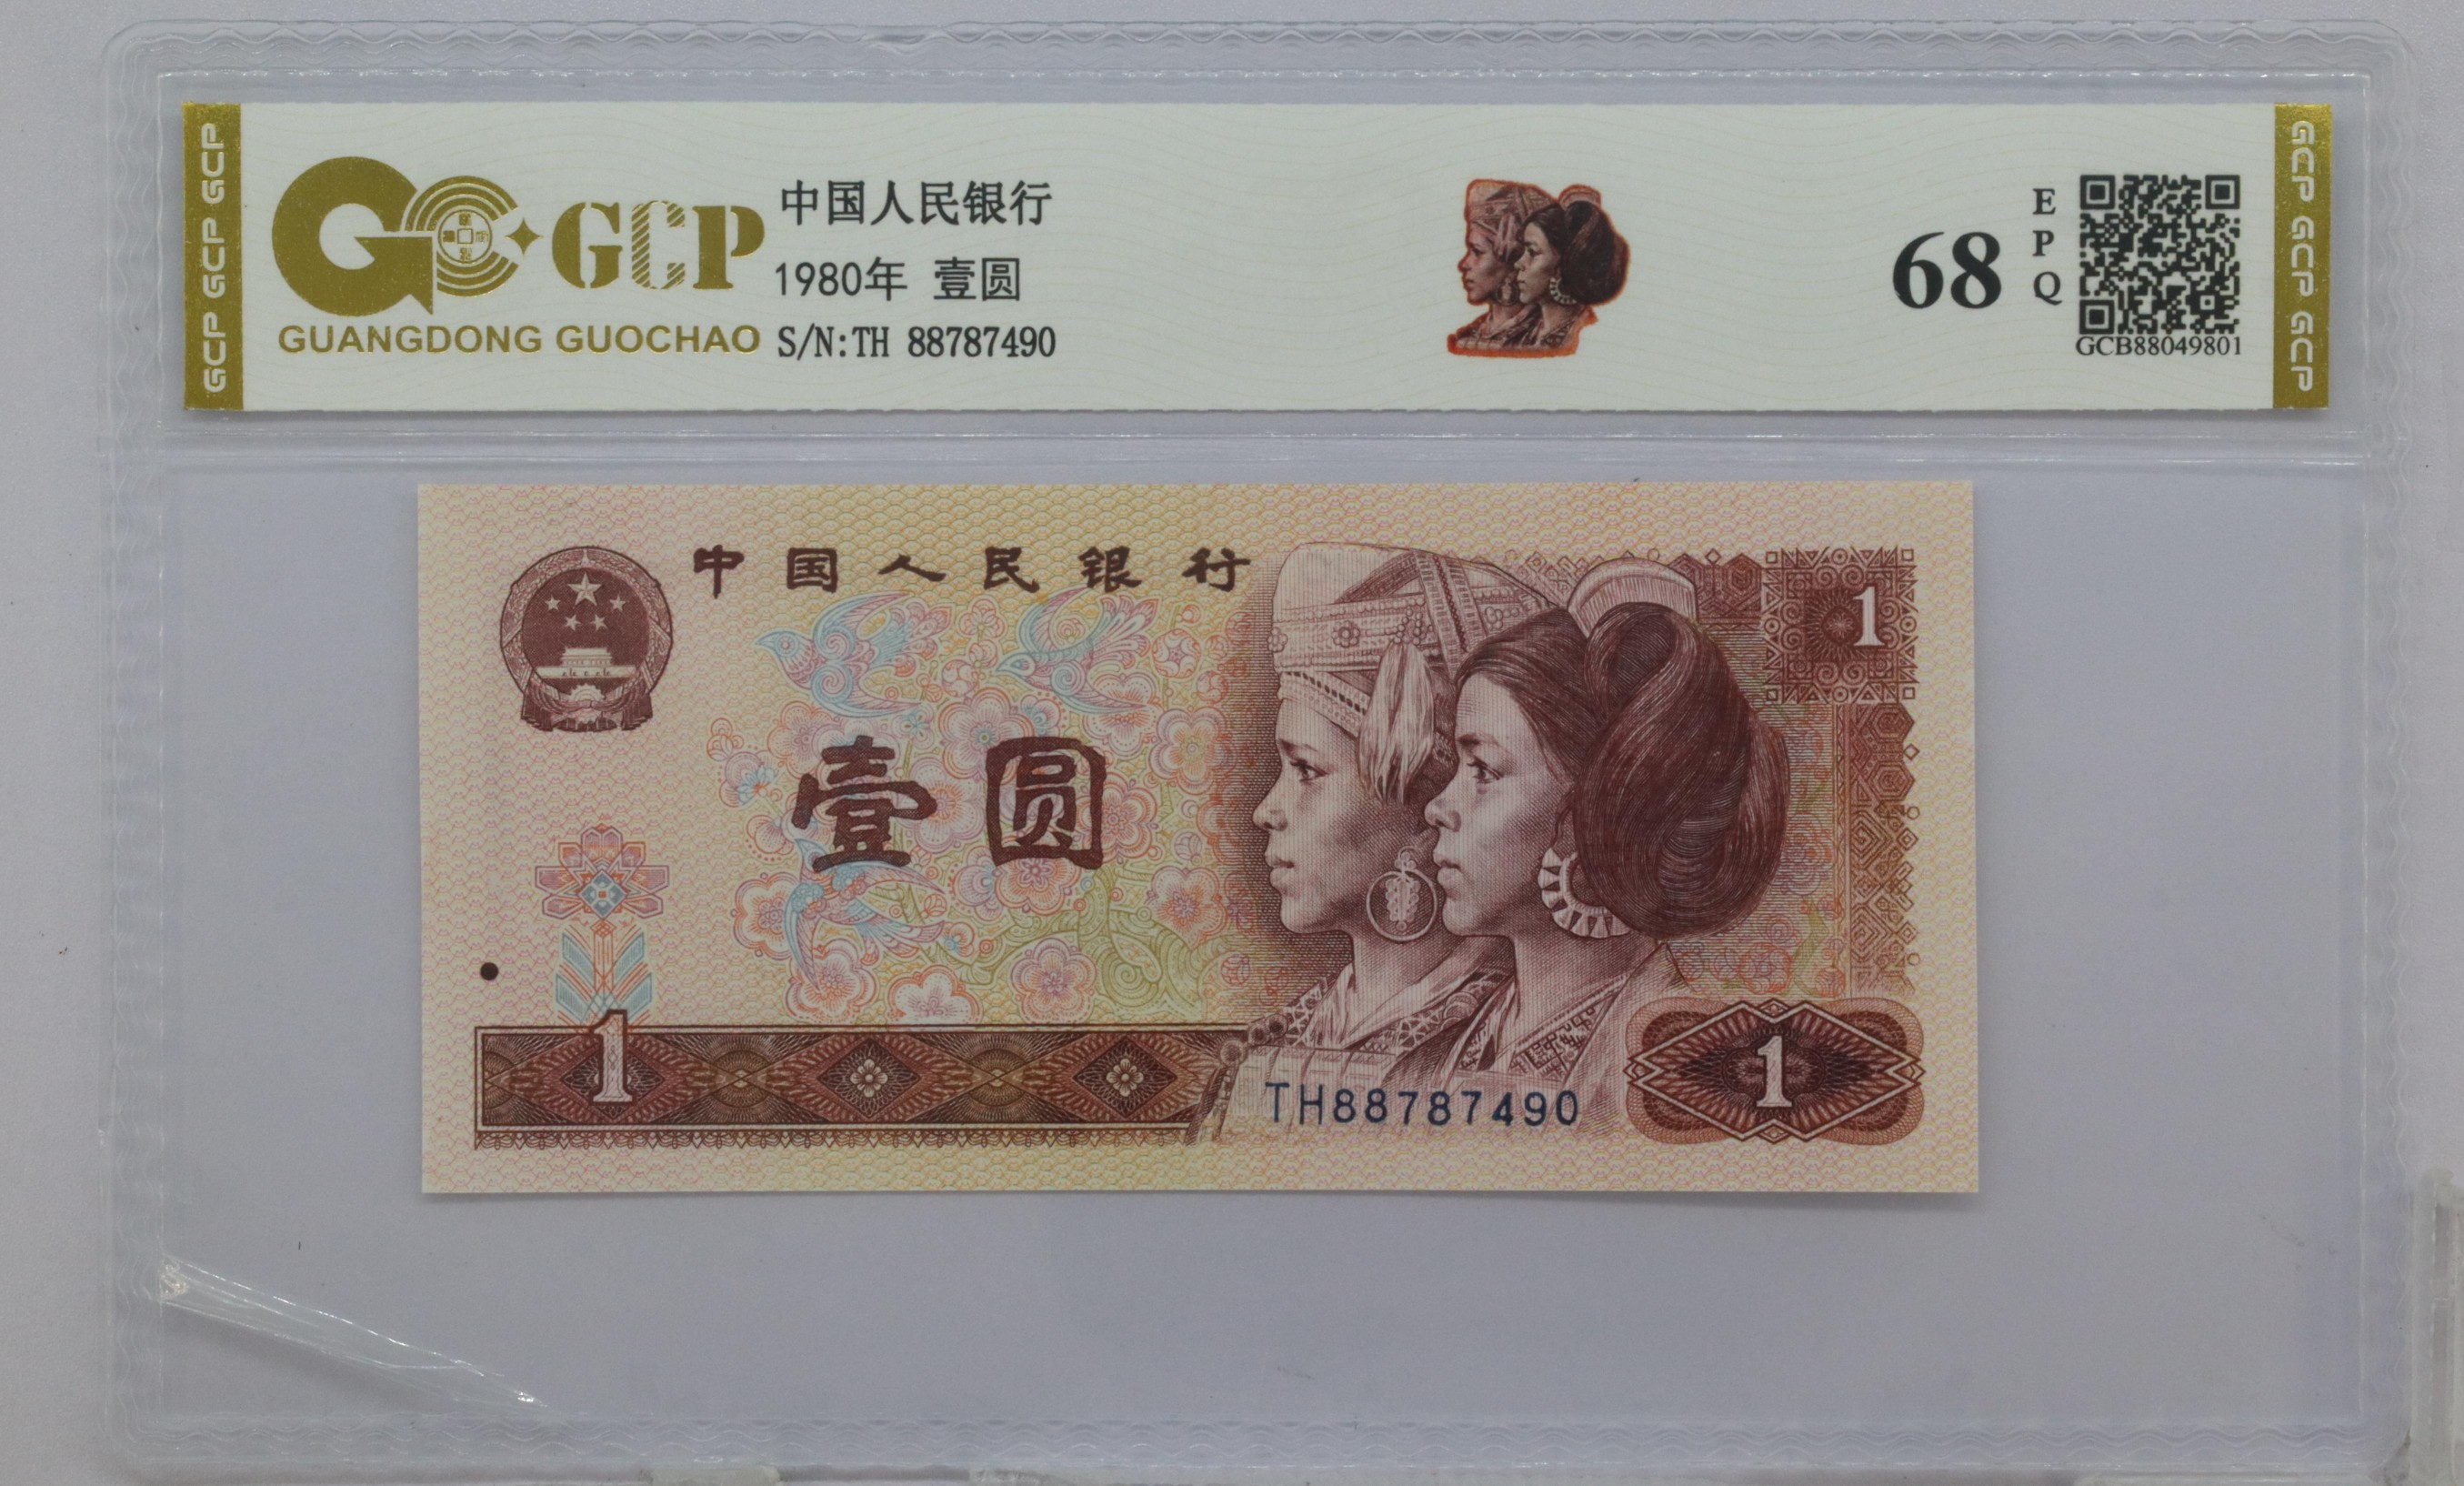 GCP GCP GCP
GCP
GUANGDONG GUOCHAO
中国人民银行
1980年 壹圆
S/N:TH 88787490
68
E
P
Q
GCB88049801
GCP GCP GCP
中国人民银行
1
壹圆
1
TH88787490
1